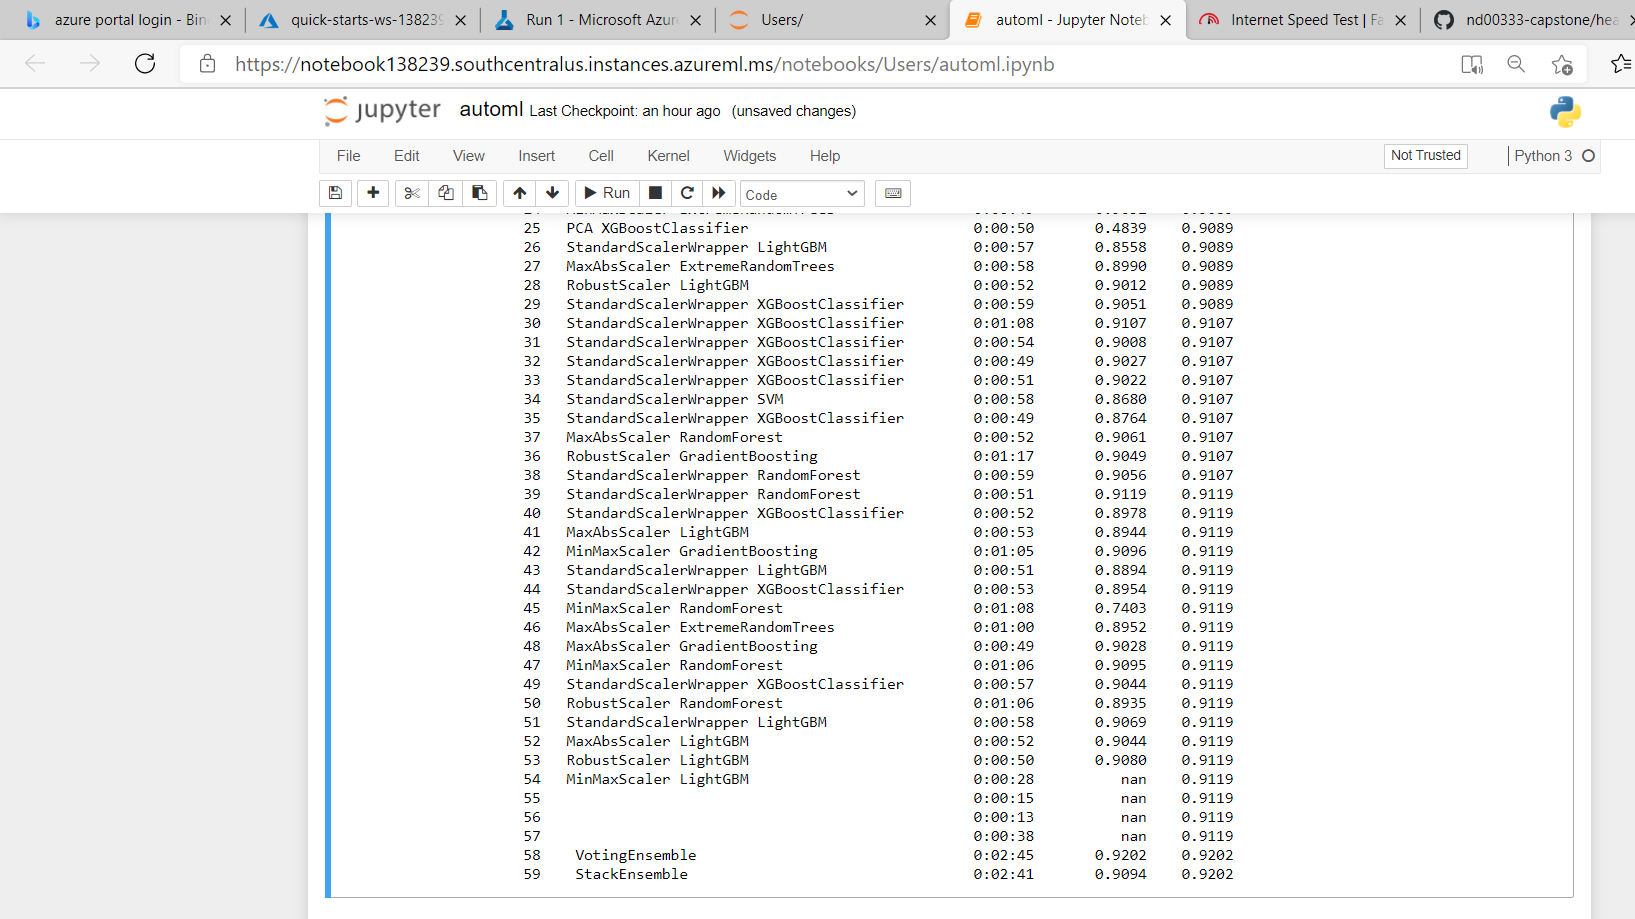 azure portal login - Bin
quick-starts-ws-138239
Run 1 - Microsoft Azur
Users/
automl - Jupyter Noteb
Internet Speed Test | Fa
nd00333-capstone/hea
https://notebook138239.southcentralus.instances.azureml.ms/notebooks/Users/automl.ipynb
jupyter automl Last Checkpoint: an hour ago (unsaved changes)
File Edit View Insert Cell Kernel Widgets Help Not Trusted Python 3
Run Code
25 PCA XGBoostClassifier 0:00:50 0.4839 0.9089
26 StandardScalerWrapper LightGBM 0:00:57 0.8558 0.9089
27 MaxAbsScaler ExtremeRandomTrees 0:00:58 0.8990 0.9089
28 RobustScaler LightGBM 0:00:52 0.9012 0.9089
29 StandardScalerWrapper XGBoostClassifier 0:00:59 0.9051 0.9089
30 StandardScalerWrapper XGBoostClassifier 0:01:08 0.9107 0.9107
31 StandardScalerWrapper XGBoostClassifier 0:00:54 0.9008 0.9107
32 StandardScalerWrapper XGBoostClassifier 0:00:49 0.9027 0.9107
33 StandardScalerWrapper XGBoostClassifier 0:00:51 0.9022 0.9107
34 StandardScalerWrapper SVM 0:00:58 0.8680 0.9107
35 StandardScalerWrapper XGBoostClassifier 0:00:49 0.8764 0.9107
37 MaxAbsScaler RandomForest 0:00:52 0.9061 0.9107
36 RobustScaler GradientBoosting 0:01:17 0.9049 0.9107
38 StandardScalerWrapper RandomForest 0:00:59 0.9056 0.9107
39 StandardScalerWrapper RandomForest 0:00:51 0.9119 0.9119
40 StandardScalerWrapper XGBoostClassifier 0:00:52 0.8978 0.9119
41 MaxAbsScaler LightGBM 0:00:53 0.8944 0.9119
42 MinMaxScaler GradientBoosting 0:01:05 0.9096 0.9119
43 StandardScalerWrapper LightGBM 0:00:51 0.8894 0.9119
44 StandardScalerWrapper XGBoostClassifier 0:00:53 0.8954 0.9119
45 MinMaxScaler RandomForest 0:01:08 0.7403 0.9119
46 MaxAbsScaler ExtremeRandomTrees 0:01:00 0.8952 0.9119
48 MaxAbsScaler GradientBoosting 0:00:49 0.9028 0.9119
47 MinMaxScaler RandomForest 0:01:06 0.9095 0.9119
49 StandardScalerWrapper XGBoostClassifier 0:00:57 0.9044 0.9119
50 RobustScaler RandomForest 0:01:06 0.8935 0.9119
51 StandardScalerWrapper LightGBM 0:00:58 0.9069 0.9119
52 MaxAbsScaler LightGBM 0:00:52 0.9044 0.9119
53 RobustScaler LightGBM 0:00:50 0.9080 0.9119
54 MinMaxScaler LightGBM 0:00:28 nan 0.9119
55 0:00:15 nan 0.9119
56 0:00:13 nan 0.9119
57 0:00:38 nan 0.9119
58 VotingEnsemble 0:02:45 0.9202 0.9202
59 StackEnsemble 0:02:41 0.9094 0.9202